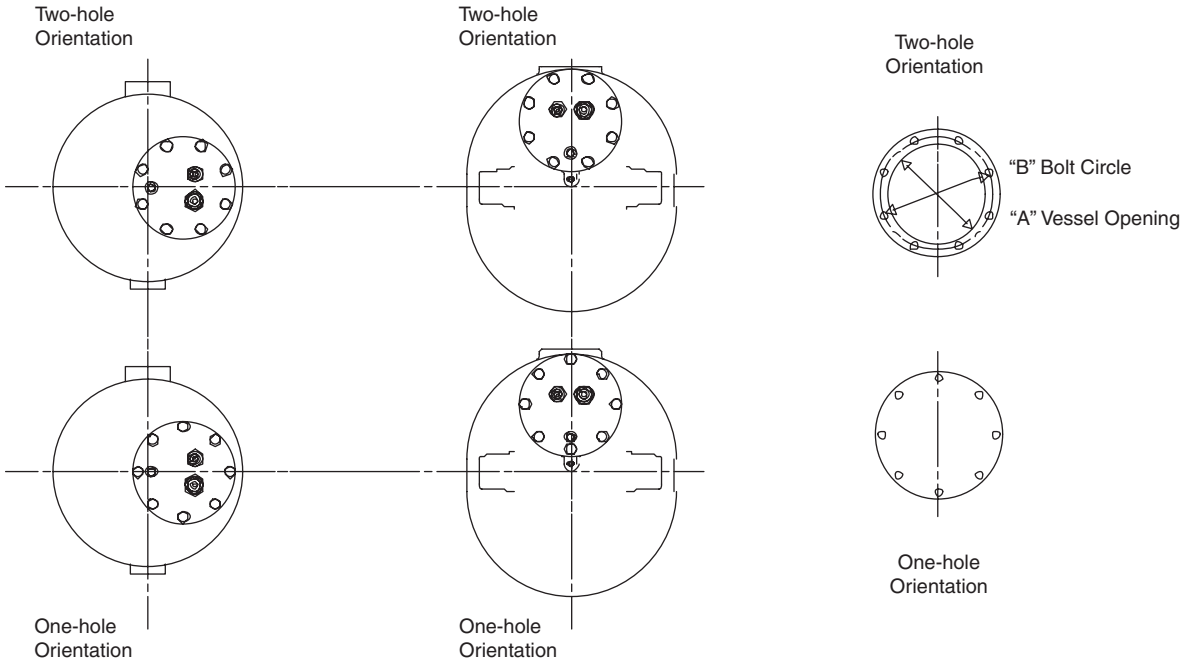 Two-hole
Orientation
Two-hole
Orientation
Two-hole
Orientation
“B” Bolt Circle
“A” Vessel Opening
One-hole
Orientation
One-hole
Orientation
One-hole
Orientation